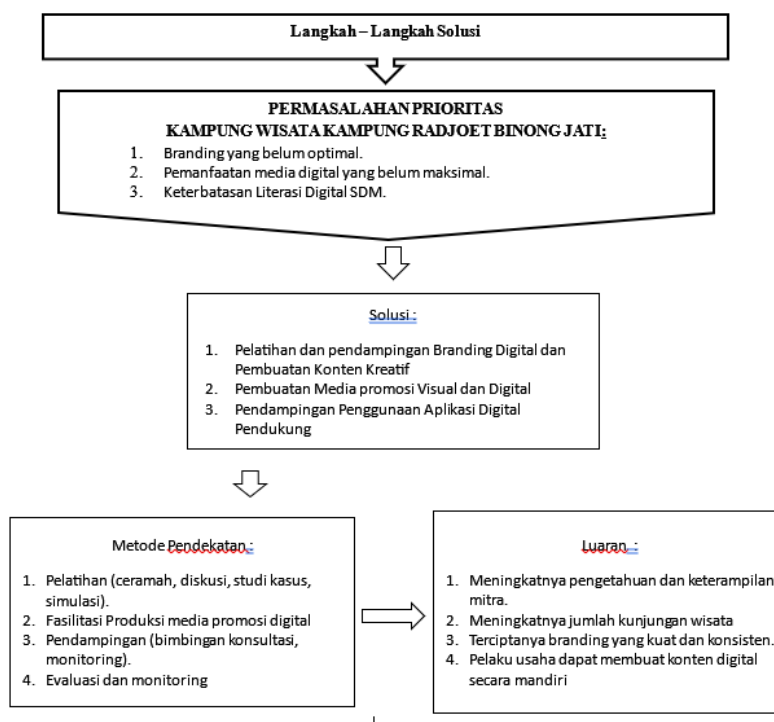 Langkah – Langkah Solusi
PERMASALAHAN PRIORITAS
KAMPUNG WISATA KAMPUNG RADJOET BINONG JATI:
1. Branding yang belum optimal.
2. Pemanfaatan media digital yang belum maksimal.
3. Keterbatasan Literasi Digital SDM.
Solusi :
1. Pelatihan dan pendampingan Branding Digital dan
Pembuatan Konten Kreatif
2. Pembuatan Media promosi Visual dan Digital
3. Pendampingan Penggunaan Aplikasi Digital
Pendukung
Metode Pendekatan :
1. Pelatihan (ceramah, diskusi, studi kasus,
simulasi).
2. Fasilitasi Produksi media promosi digital
3. Pendampingan (bimbingan konsultasi,
monitoring).
4. Evaluasi dan monitoring
Luaran :
1. Meningkatnya pengetahuan dan keterampilan
mitra.
2. Meningkatnya jumlah kunjungan wisata
3. Terciptanya branding yang kuat dan konsisten.
4. Pelaku usaha dapat membuat konten digital
secara mandiri